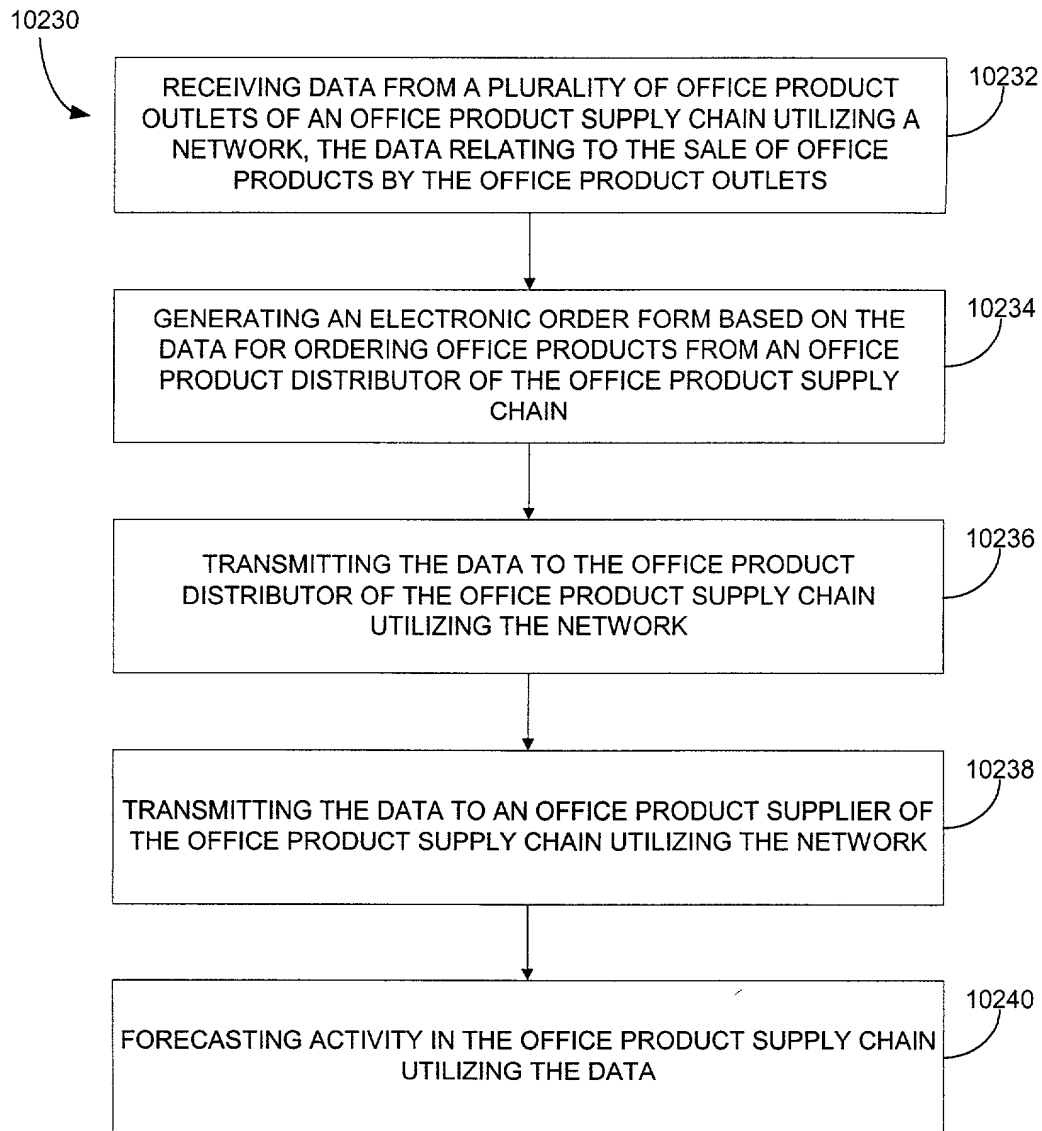 10230
RECEIVING DATA FROM A PLURALITY OF OFFICE PRODUCT
OUTLETS OF AN OFFICE PRODUCT SUPPLY CHAIN UTILIZING A
NETWORK, THE DATA RELATING TO THE SALE OF OFFICE
PRODUCTS BY THE OFFICE PRODUCT OUTLETS
10232
GENERATING AN ELECTRONIC ORDER FORM BASED ON THE
DATA FOR ORDERING OFFICE PRODUCTS FROM AN OFFICE
PRODUCT DISTRIBUTOR OF THE OFFICE PRODUCT SUPPLY
CHAIN
10234
TRANSMITTING THE DATA TO THE OFFICE PRODUCT
DISTRIBUTOR OF THE OFFICE PRODUCT SUPPLY CHAIN
UTILIZING THE NETWORK
10236
TRANSMITTING THE DATA TO AN OFFICE PRODUCT SUPPLIER OF
THE OFFICE PRODUCT SUPPLY CHAIN UTILIZING THE NETWORK
10238
FORECASTING ACTIVITY IN THE OFFICE PRODUCT SUPPLY CHAIN
UTILIZING THE DATA
10240